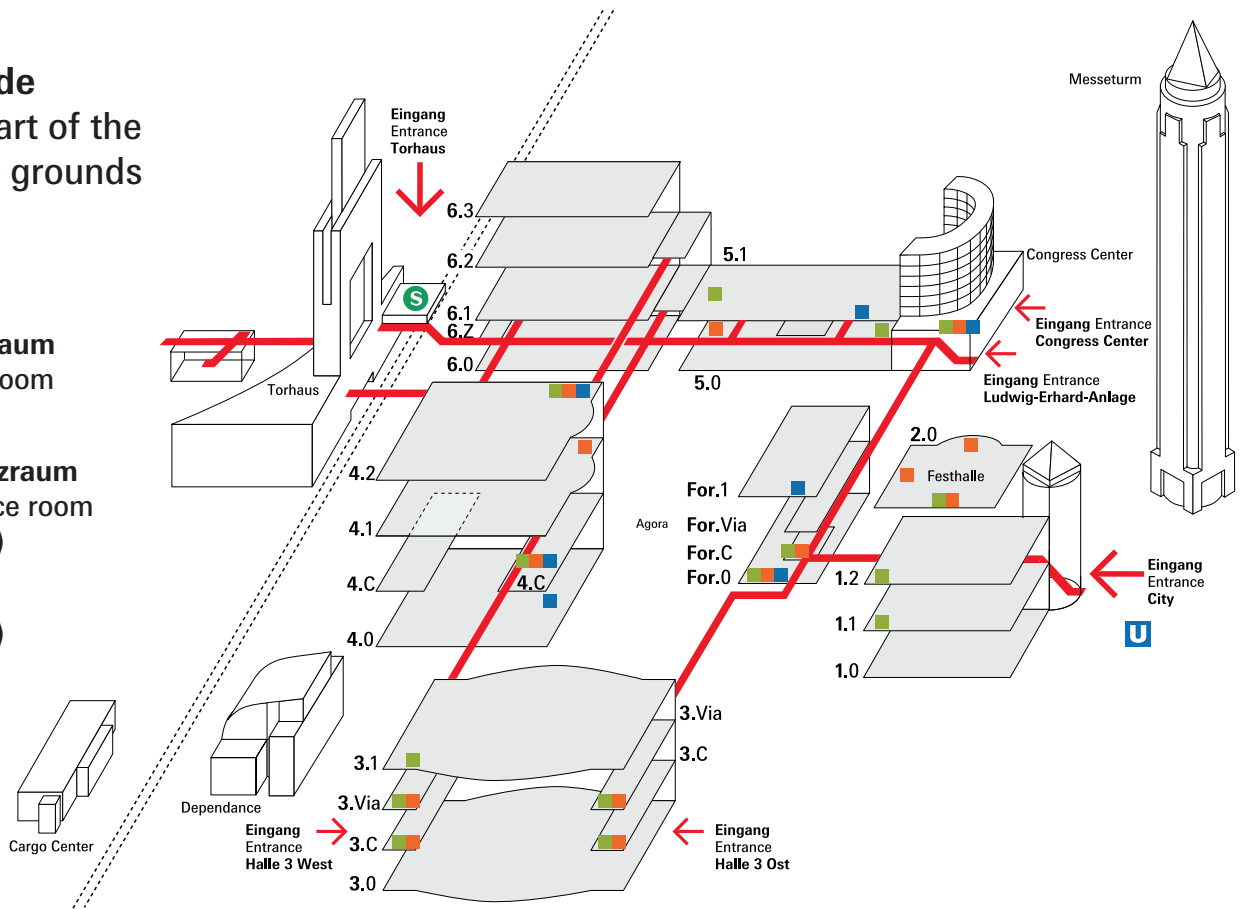 de
art of the
grounds
aum
oom
zraum
ce room
)
)
Eingang
Entrance
Torhaus
S
Torhaus
Messeturm
Congress Center
Eingang Entrance
Congress Center
Eingang Entrance
Ludwig-Erhard-Anlage
6.3
6.2
6.1
6.Z
6.0
5.1
5.0
4.2
4.1
4.C
4.C
4.0
Agora
For.1
For.Via
For.C
For.0
2.0
Festhalle
1.2
1.1
1.0
Eingang
Entrance
City
U
3.Via
3.C
3.1
3.Via
3.C
3.0
Eingang
Entrance
Halle 3 West
Eingang
Entrance
Halle 3 Ost
Dependance
Cargo Center